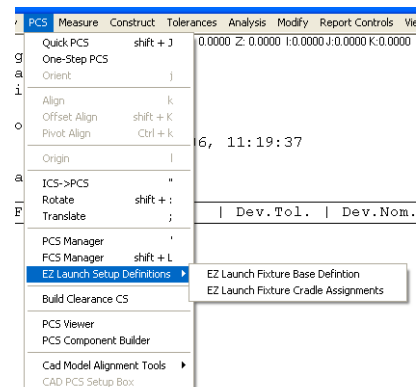 PCS Measure Construct Tolerances Analysis Modify Report Controls Vie
Quick PCS shift + J 0.0000 Z: 0.0000 I:0.0000 J:0.0000 K:0.0000
One-Step PCS
Orient j
Align k
Offset Align shift + K
Pivot Align Ctrl + k
6, 11:19:37
Origin l
ICS->PCS "
Rotate shift + :
Translate ; | Dev.Tol. | Dev.Nom.
PCS Manager '
FCS Manager shift + L
EZ Launch Setup Definitions EZ Launch Fixture Base Defintion
EZ Launch Fixture Cradle Assignments
Build Clearance CS
PCS Viewer
PCS Component Builder
Cad Model Alignment Tools
CAD PCS Setup Box